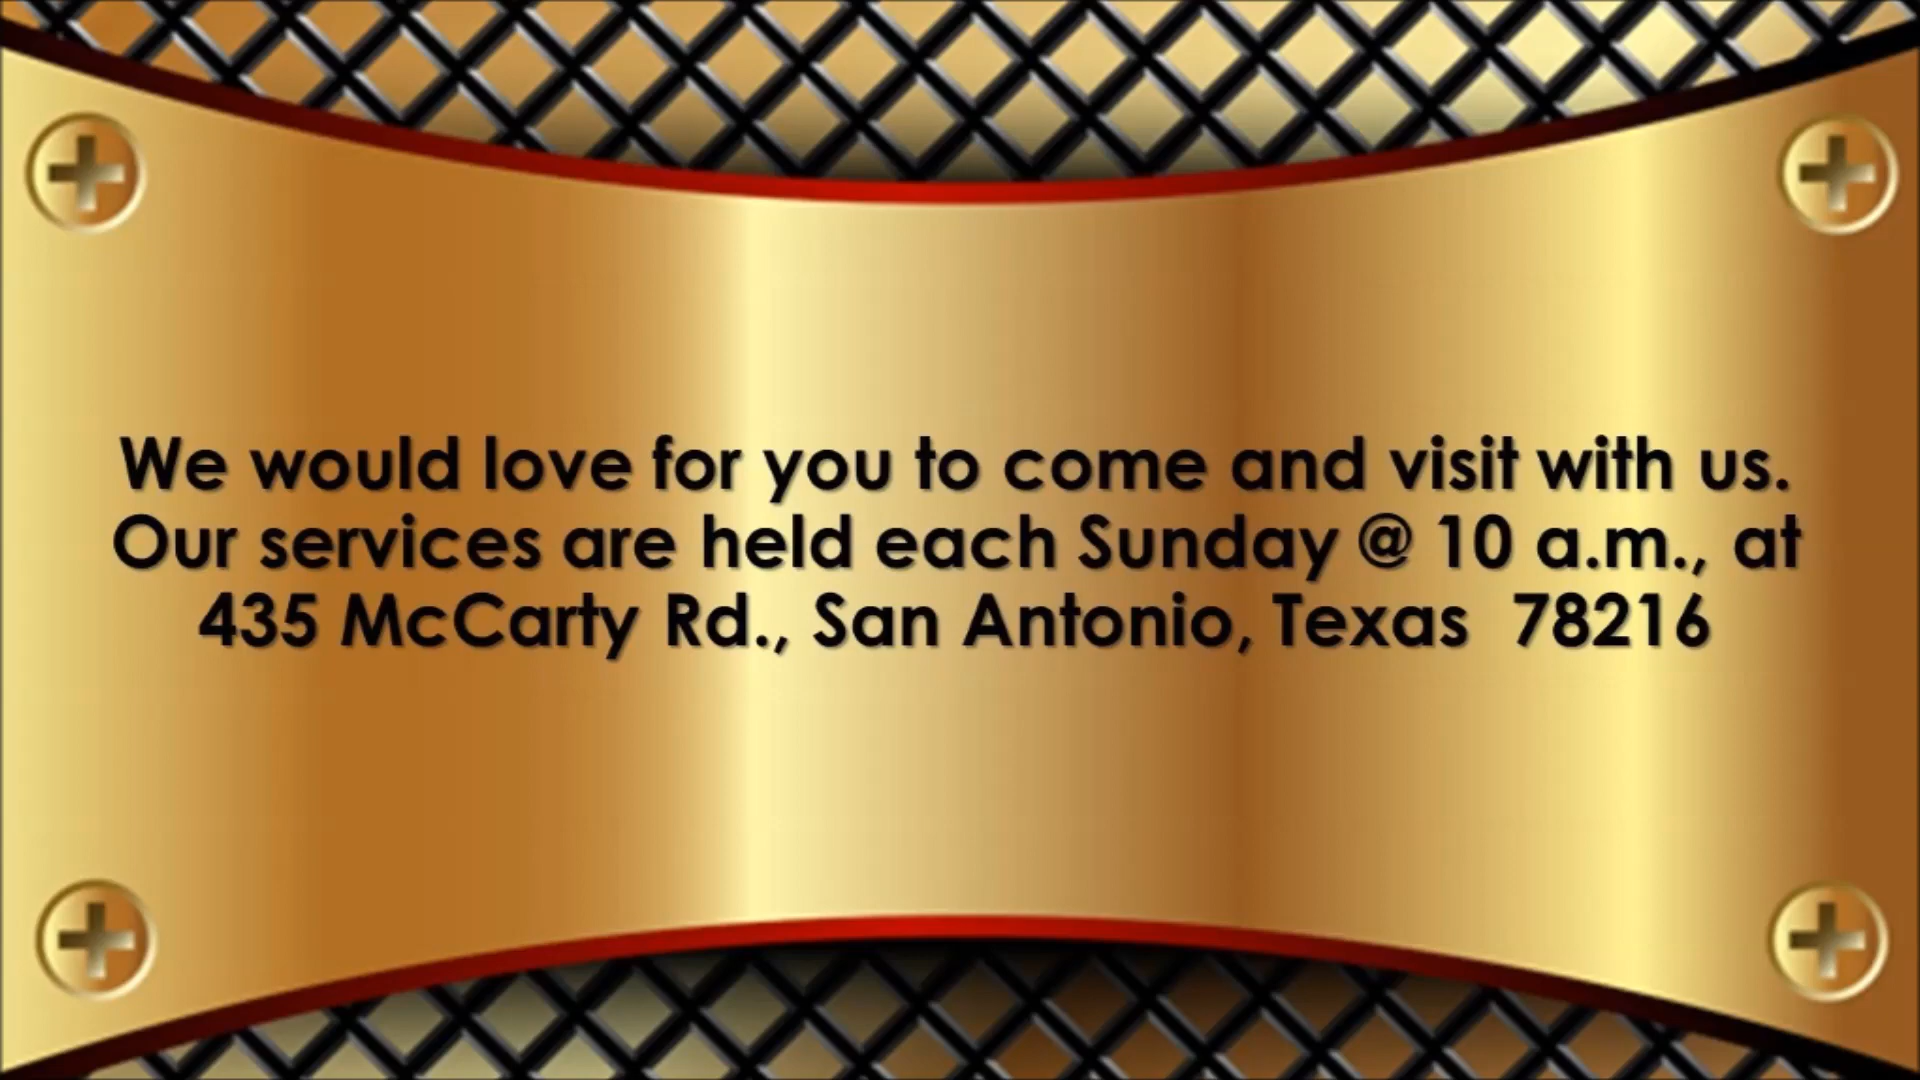 We would love for you to come and visit with us.
Our services are held each Sunday @ 10 a.m., at
435 McCarty Rd., San Antonio, Texas  78216